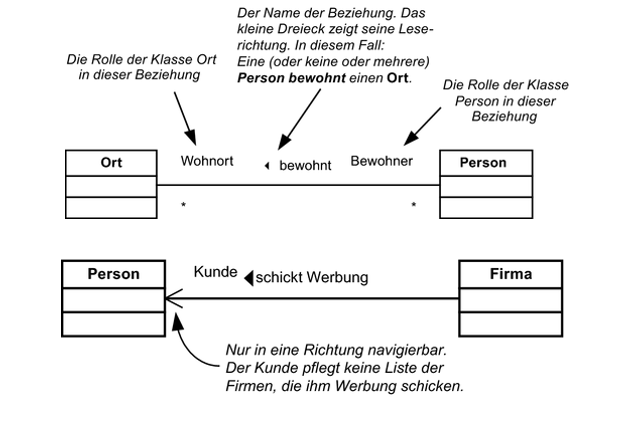 Der Name der Beziehung. Das
kleine Dreieck zeigt seine Lese-
richtung. In diesem Fall:
Eine (oder keine oder mehrere)
Person bewohnt einen Ort.
Die Rolle der Klasse Ort
in dieser Beziehung
Die Rolle der Klasse
Person in dieser
Beziehung
Ort
Wohnort
bewohnt
Bewohner
Person
*
*
Person
Kunde
schickt Werbung
Firma
Nur in eine Richtung navigierbar.
Der Kunde pflegt keine Liste der
Firmen, die ihm Werbung schicken.